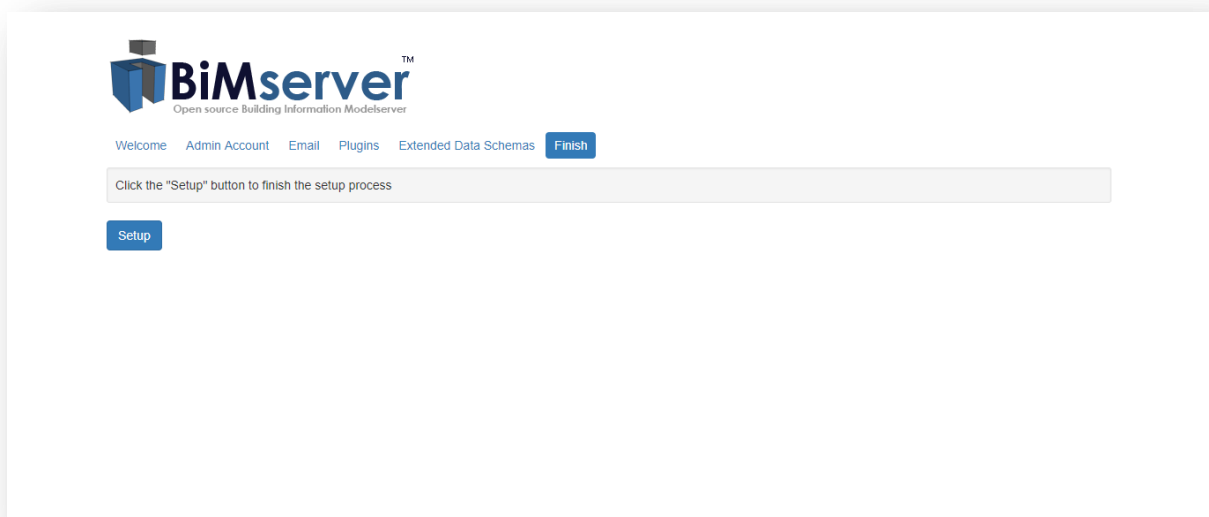 BiMserver™
Open source Building Information Modelserver
Welcome Admin Account Email Plugins Extended Data Schemas Finish
Click the "Setup" button to finish the setup process
Setup